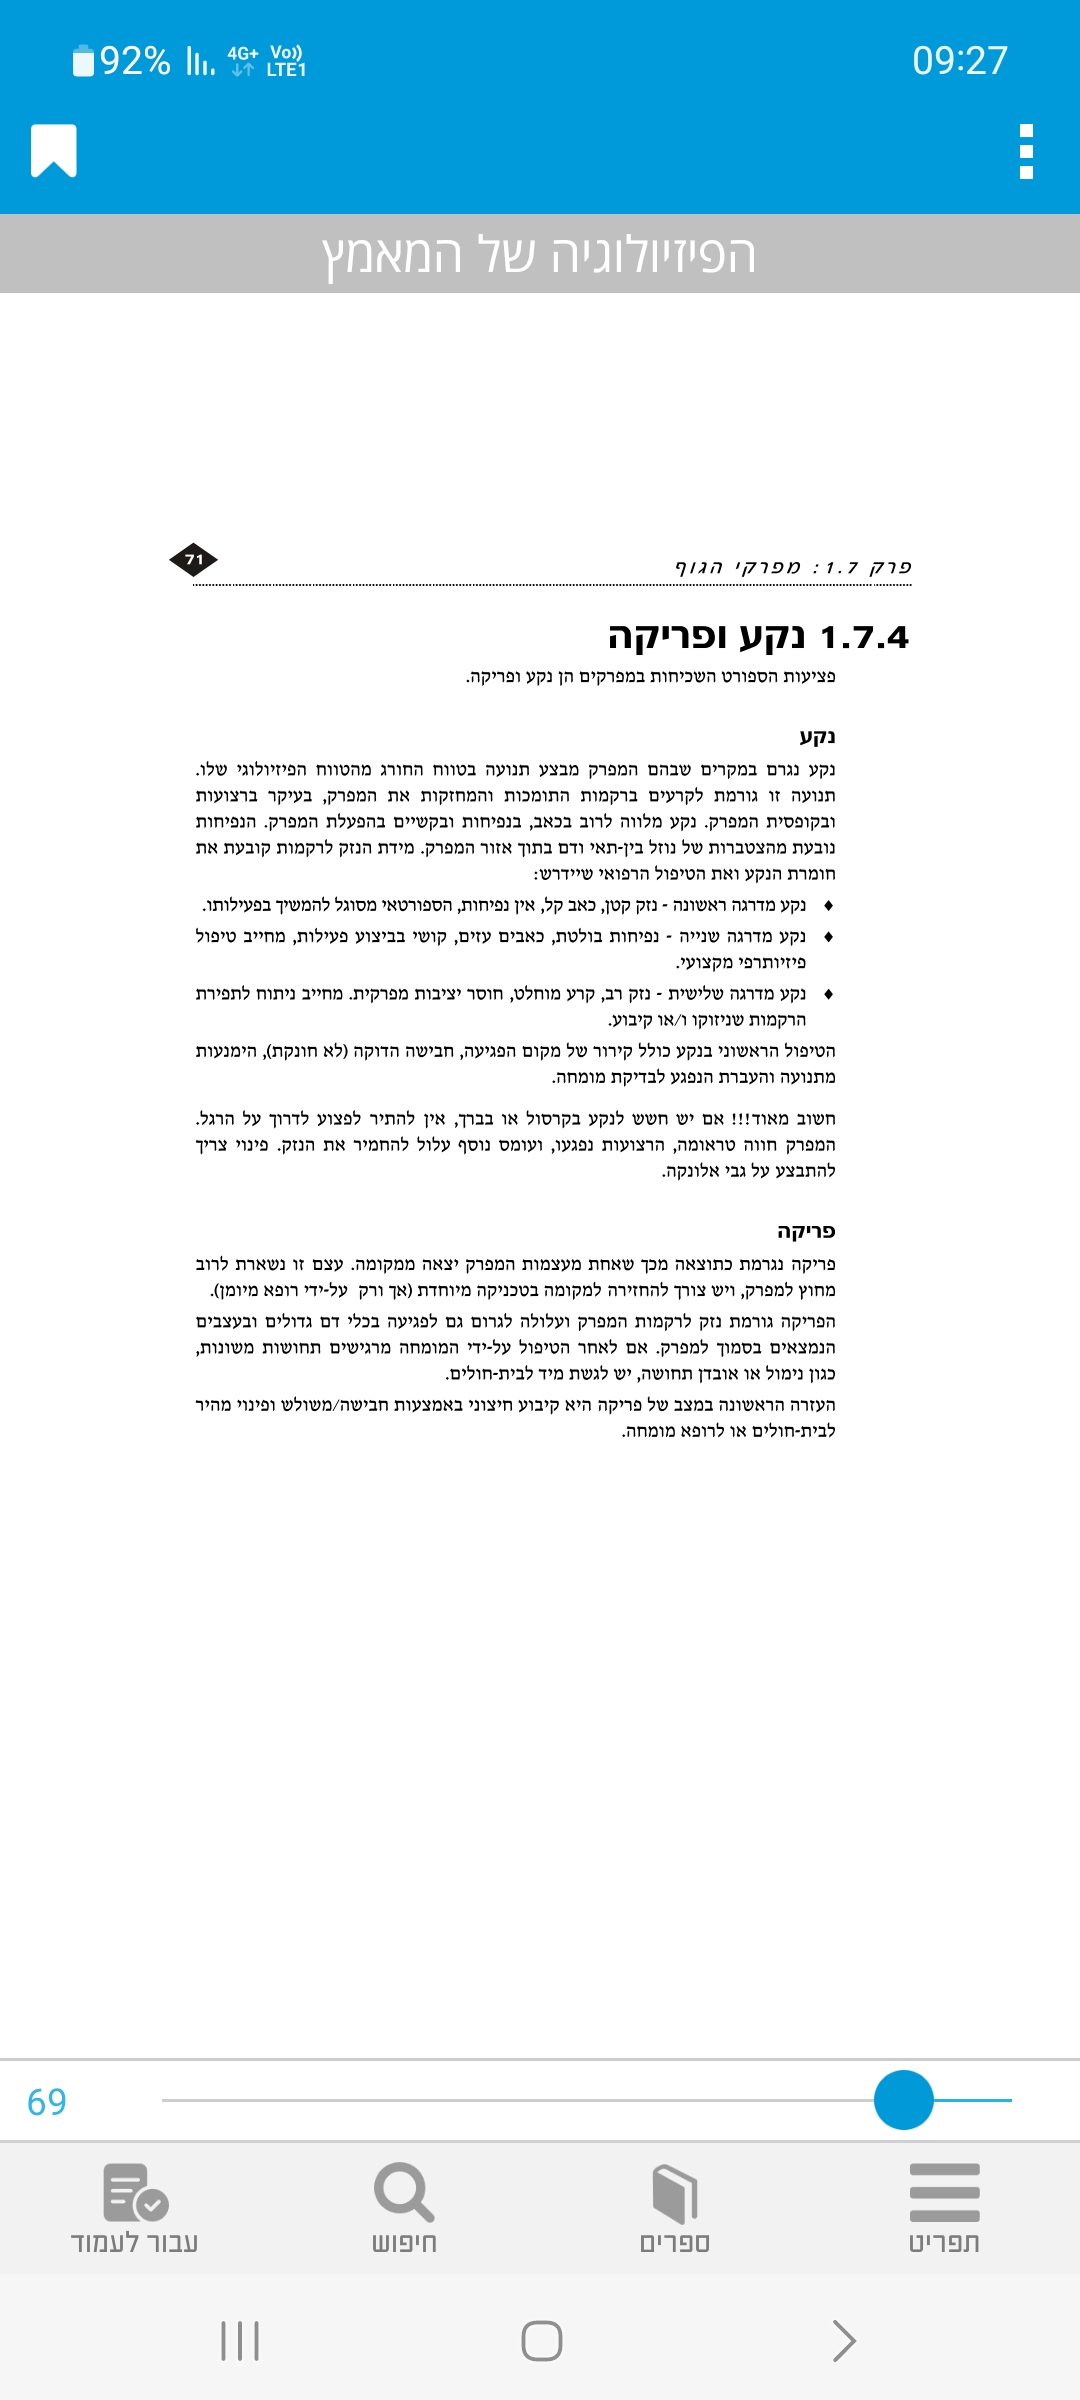 92% 4G+ Vo)) LTE1 09:27
הפיזיולוגיה של המאמץ
פרק 1.7: מפרקי הגוף 71
1.7.4 נקע ופריקה
פציעות הספורט השכיחות במפרקים הן נקע ופריקה.
נקע
נקע נגרם במקרים שבהם המפרק מבצע תנועה בטווח החורג מהטווח הפיזיולוגי שלו.
תנועה זו גורמת לקרעים ברקמות התומכות והמחזקות את המפרק, בעיקר ברצועות
ובקופסית המפרק. נקע מלווה לרוב בכאב, בנפיחות ובקשיים בהפעלת המפרק. הנפיחות
נובעת מהצטברות של נוזל בין-תאי ודם בתוך אזור המפרק. מידת הנזק לרקמות קובעת את
חומרת הנקע ואת הטיפול הרפואי שיידרש:
♦ נקע מדרגה ראשונה - נזק קטן, כאב קל, אין נפיחות, הספורטאי מסוגל להמשיך בפעילותו.
♦ נקע מדרגה שנייה - נפיחות בולטת, כאבים עזים, קושי בביצוע פעילות, מחייב טיפול
פיזיותרפי מקצועי.
♦ נקע מדרגה שלישית - נזק רב, קרע מוחלט, חוסר יציבות מפרקית. מחייב ניתוח לתפירת
הרקמות שניזוקו ו/או קיבוע.
הטיפול הראשוני בנקע כולל קירור של מקום הפגיעה, חבישה הדוקה (לא חונקת), הימנעות
מתנועה והעברת הנפגע לבדיקת מומחה.
חשוב מאוד!!! אם יש חשש לנקע בקרסול או בברך, אין להתיר לפצוע לדרוך על הרגל.
המפרק חווה טראומה, הרצועות נפגעו, ועומס נוסף עלול להחמיר את הנזק. פינוי צריך
להתבצע על גבי אלונקה.
פריקה
פריקה נגרמת כתוצאה מכך שאחת מעצמות המפרק יצאה ממקומה. עצם זו נשארת לרוב
מחוץ למפרק, ויש צורך להחזירה למקומה בטכניקה מיוחדת (אך ורק על-ידי רופא מיומן).
הפריקה גורמת נזק לרקמות המפרק ועלולה לגרום גם לפגיעה בכלי דם גדולים ובעצבים
הנמצאים בסמוך למפרק. אם לאחר הטיפול על-ידי המומחה מרגישים תחושות משונות,
כגון נימול או אובדן תחושה, יש לגשת מיד לבית-חולים.
העזרה הראשונה במצב של פריקה היא קיבוע חיצוני באמצעות חבישה/משולש ופינוי מהיר
לבית-חולים או לרופא מומחה.
69
תפריט ספרים חיפוש עבור לעמוד